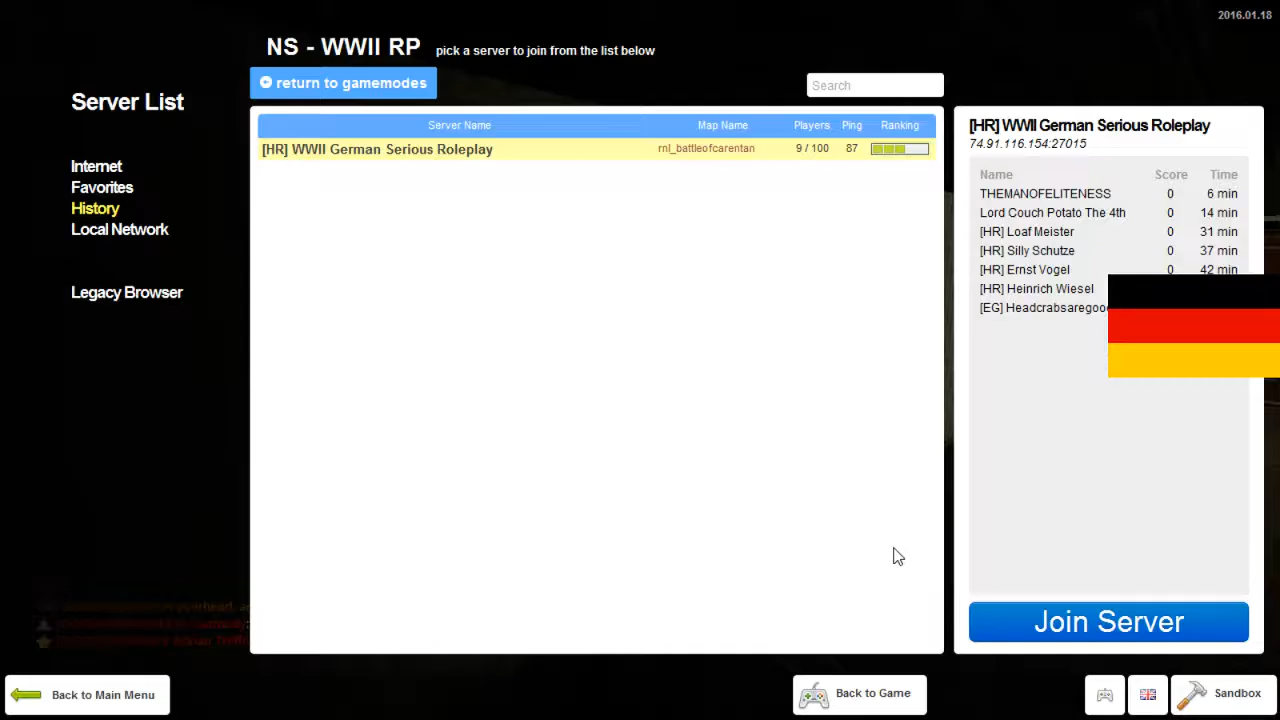 2016.01.18
NS - WWII RP pick a server to join from the list below
return to gamemodes
Search
Server List
Internet
Favorites
History
Local Network
Legacy Browser
Server Name Map Name Players Ping Ranking
[HR] WWII German Serious Roleplay rnl_battleofcarentan 9 / 100 87
[HR] WWII German Serious Roleplay
74.91.116.154:27015
Name Score Time
THEMANOFELITENESS 0 6 min
Lord Couch Potato The 4th 0 14 min
[HR] Loaf Meister 0 31 min
[HR] Silly Schutze 0 37 min
[HR] Ernst Vogel 0 42 min
[HR] Heinrich Wiesel
[EG] Headcrabsaregoo
Join Server
Back to Main Menu
Back to Game
Sandbox